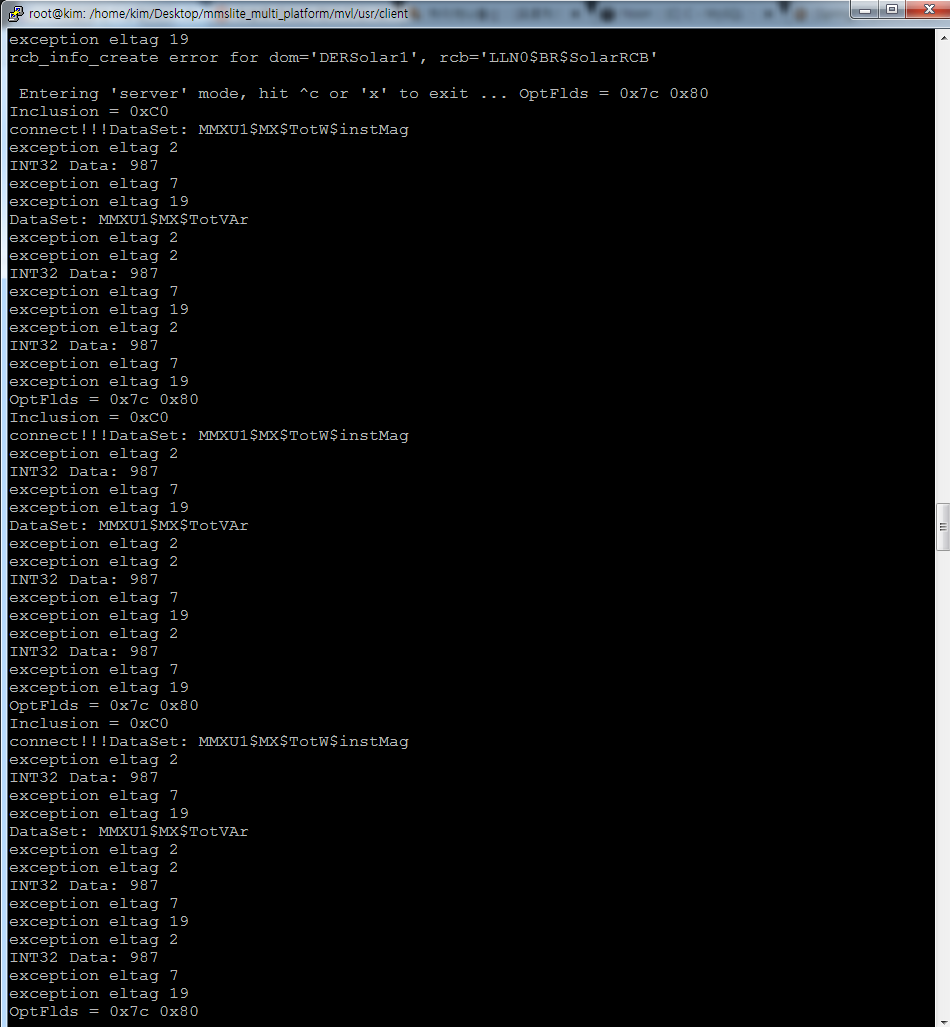 root@kim: /home/kim/Desktop/mmslite_multi_platform/mvl/usr/client
exception eltag 19
rcb_info_create error for dom='DERSolar1', rcb='LLN0$BR$SolarRCB'
 Entering 'server' mode, hit ^c or 'x' to exit ... OptFlds = 0x7c 0x80
Inclusion = 0xC0
connect!!!DataSet: MMXU1$MX$TotW$instMag
exception eltag 2
INT32 Data: 987
exception eltag 7
exception eltag 19
DataSet: MMXU1$MX$TotVAr
exception eltag 2
exception eltag 2
INT32 Data: 987
exception eltag 7
exception eltag 19
exception eltag 2
INT32 Data: 987
exception eltag 7
exception eltag 19
OptFlds = 0x7c 0x80
Inclusion = 0xC0
connect!!!DataSet: MMXU1$MX$TotW$instMag
exception eltag 2
INT32 Data: 987
exception eltag 7
exception eltag 19
DataSet: MMXU1$MX$TotVAr
exception eltag 2
exception eltag 2
INT32 Data: 987
exception eltag 7
exception eltag 19
exception eltag 2
INT32 Data: 987
exception eltag 7
exception eltag 19
OptFlds = 0x7c 0x80
Inclusion = 0xC0
connect!!!DataSet: MMXU1$MX$TotW$instMag
exception eltag 2
INT32 Data: 987
exception eltag 7
exception eltag 19
DataSet: MMXU1$MX$TotVAr
exception eltag 2
exception eltag 2
INT32 Data: 987
exception eltag 7
exception eltag 19
exception eltag 2
INT32 Data: 987
exception eltag 7
exception eltag 19
OptFlds = 0x7c 0x80